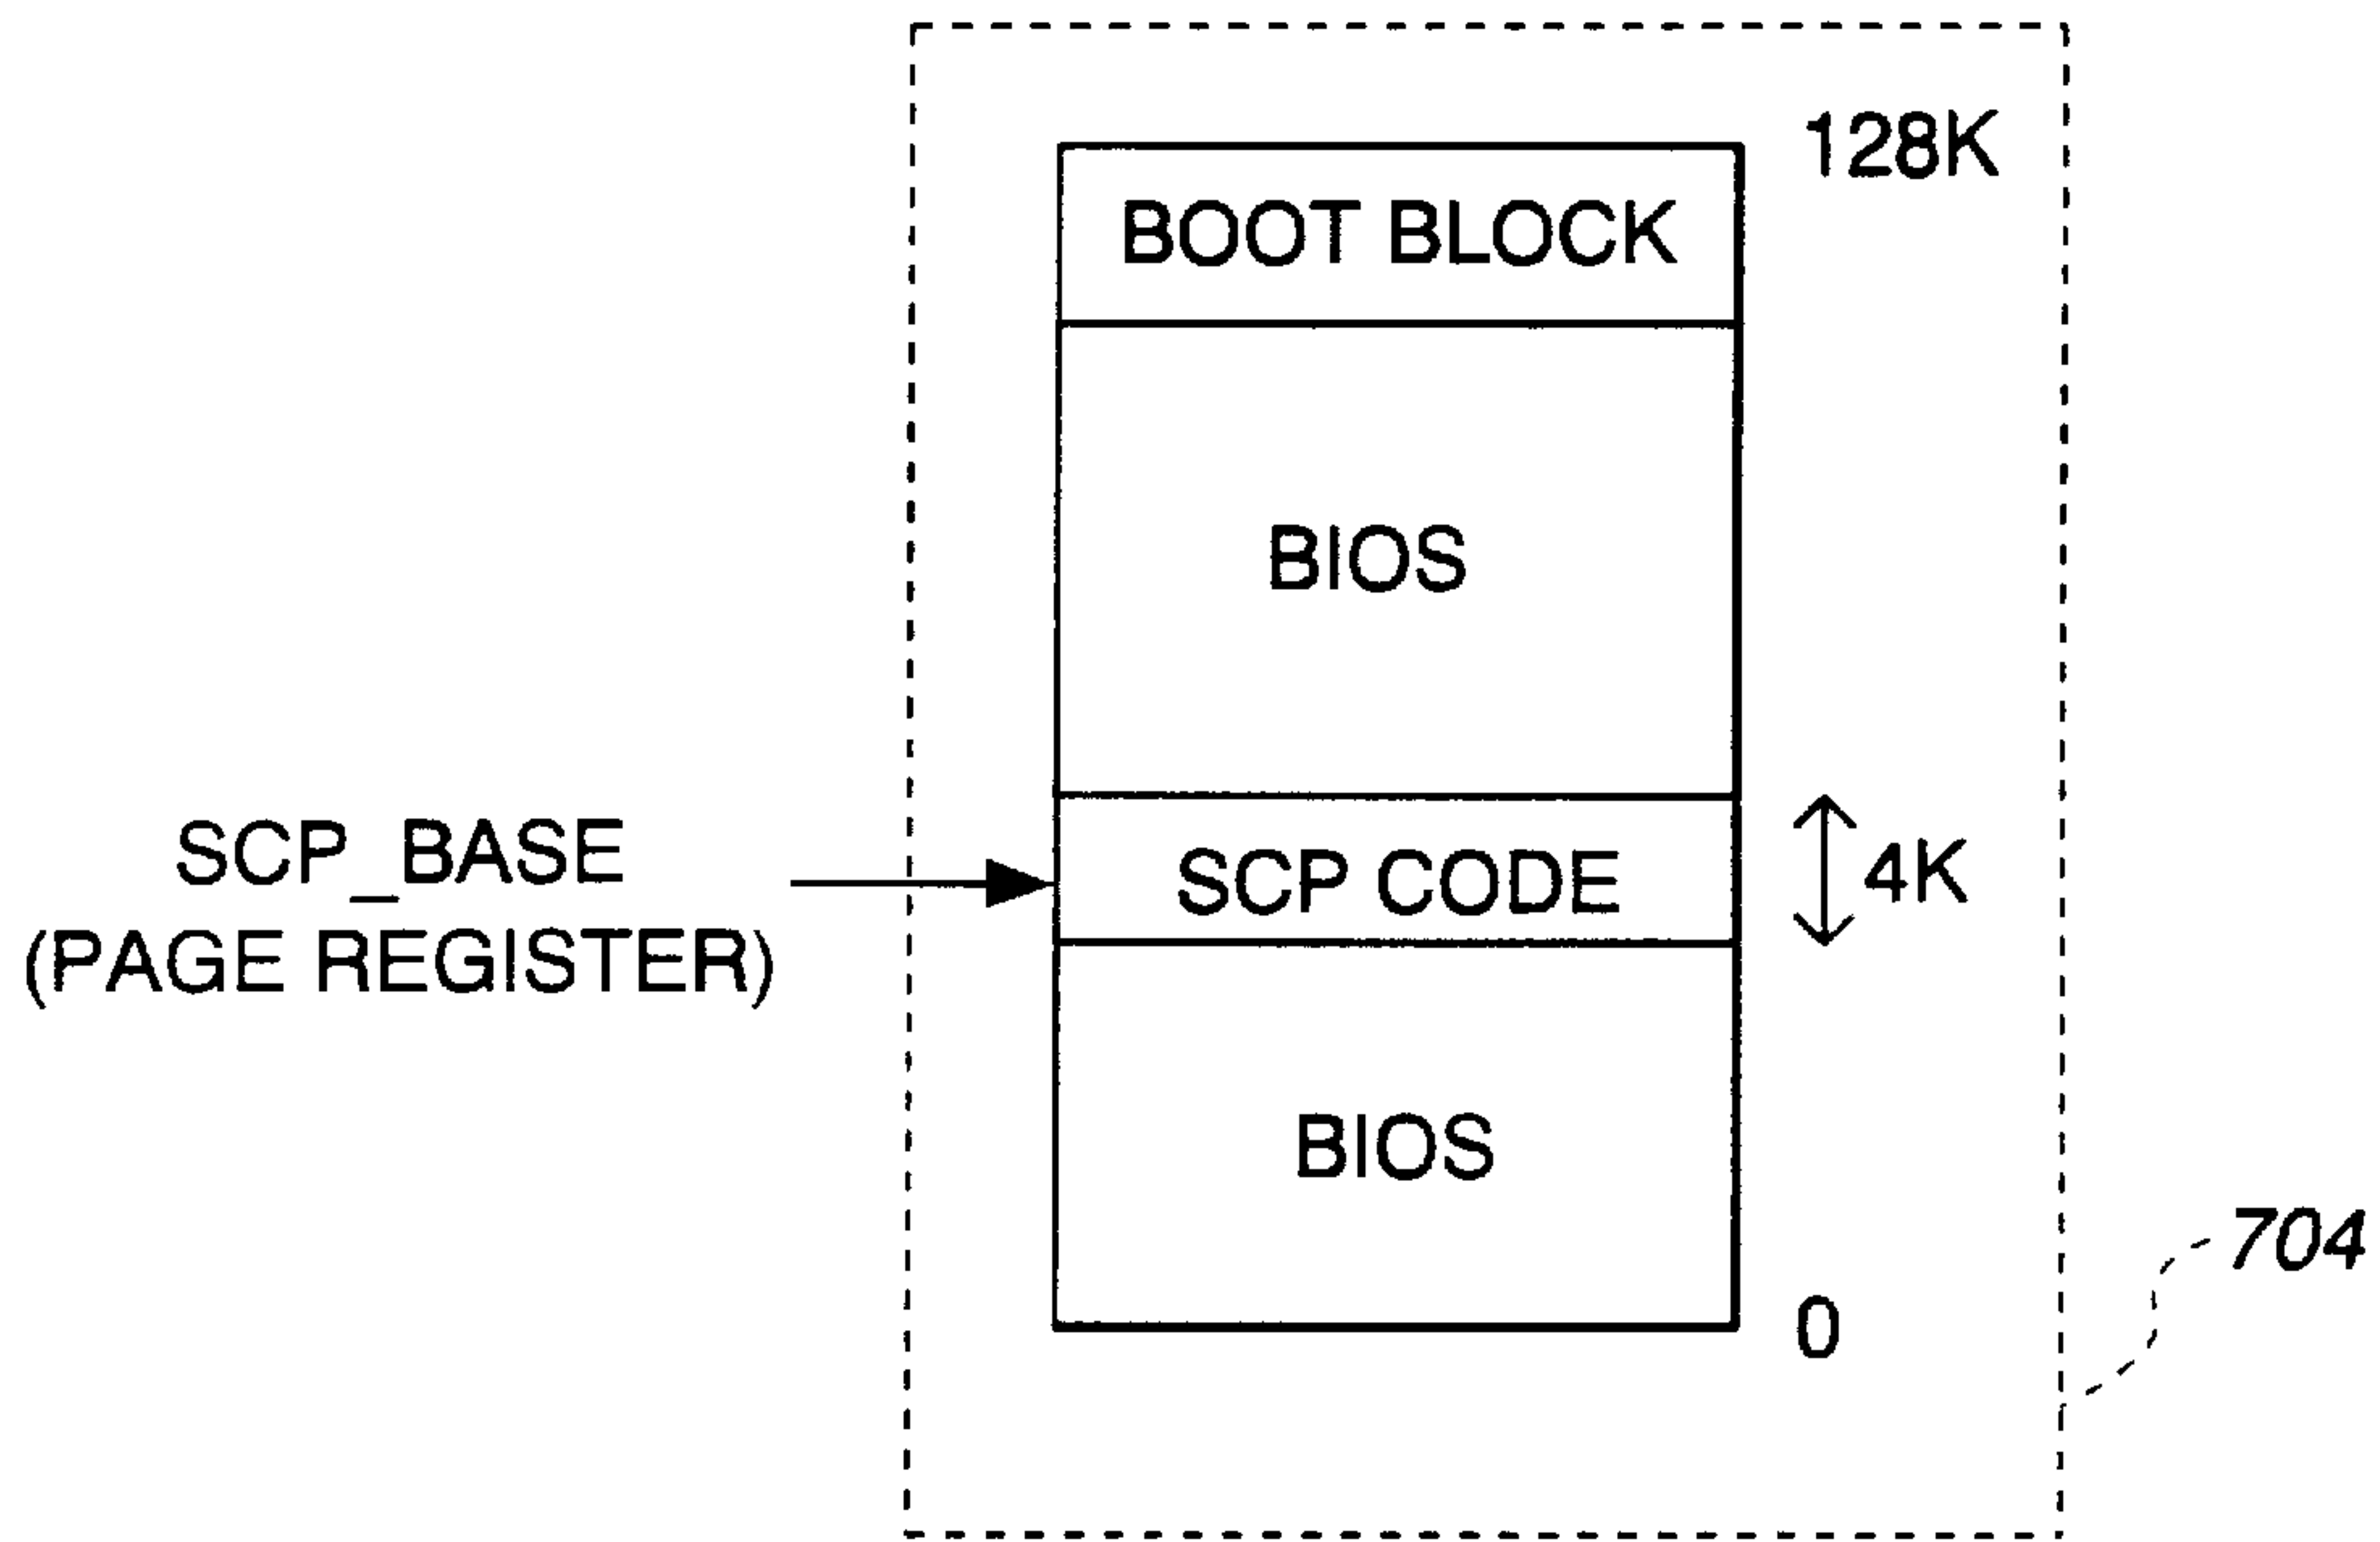 128K
BOOT BLOCK
BIOS
SCP_BASE
(PAGE REGISTER)
SCP CODE
4K
BIOS
704
0